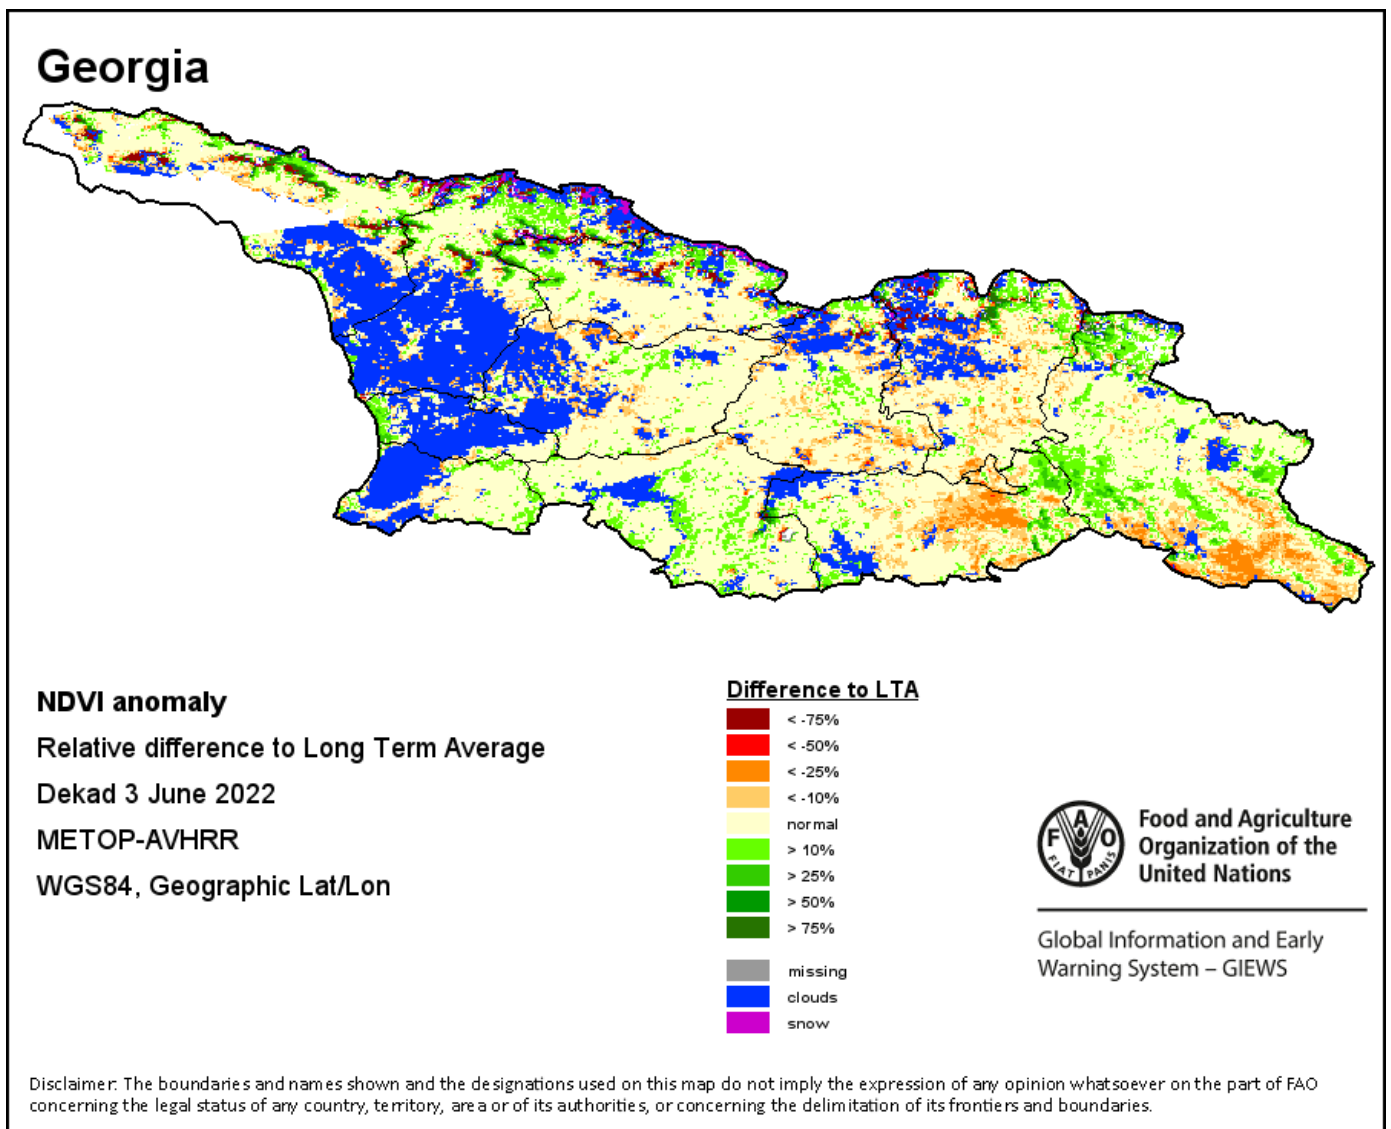 Georgia
NDVI anomaly
Relative difference to Long Term Average
Dekad 3 June 2022
METOP-AVHRR
WGS84, Geographic Lat/Lon
Difference to LTA
< -75%
< -50%
< -25%
< -10%
normal
> 10%
> 25%
> 50%
> 75%
missing
clouds
snow
F A O
FIAT PANIS
Food and Agriculture
Organization of the
United Nations
Global Information and Early
Warning System – GIEWS
Disclaimer: The boundaries and names shown and the designations used on this map do not imply the expression of any opinion whatsoever on the part of FAO
concerning the legal status of any country, territory, area or of its authorities, or concerning the delimitation of its frontiers and boundaries.